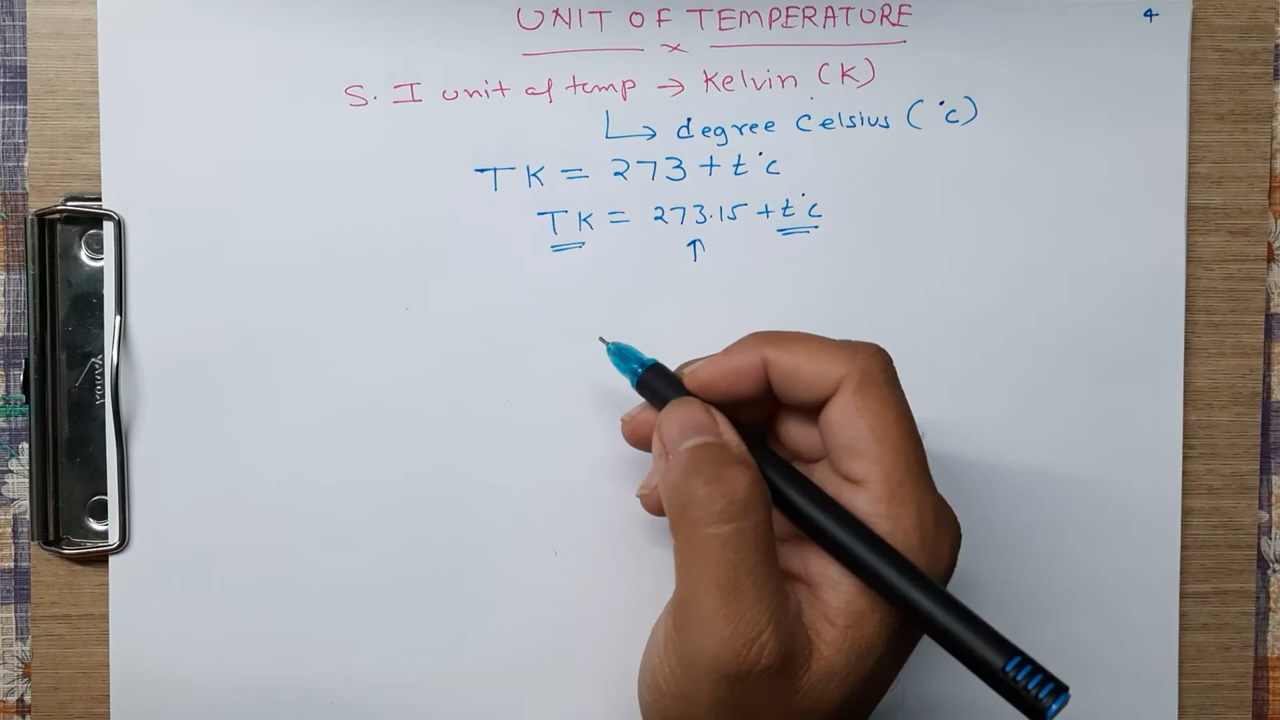 4
UNIT OF TEMPERATURE
S. I unit of temp → Kelvin (K)
↳ degree Celsius (°c)
TK = 273 + t°c
TK = 273.15 + t°c
↑